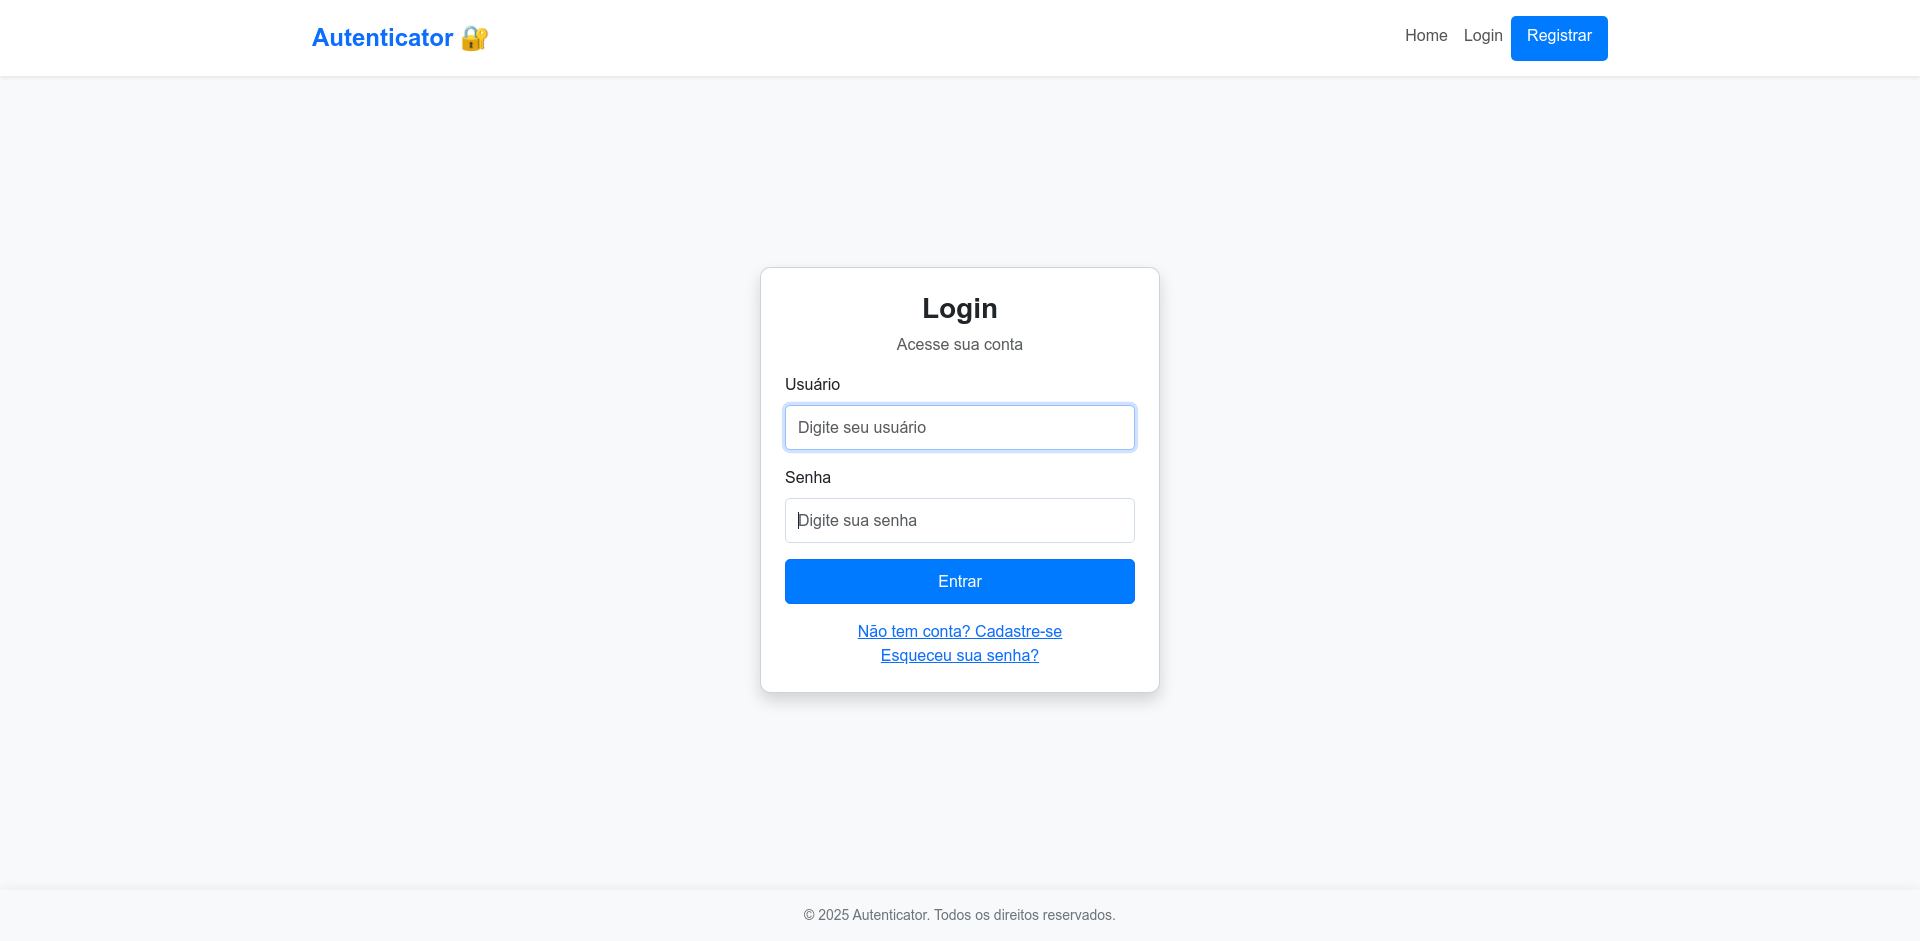 Autenticator 🔐
Home Login Registrar
Login
Acesse sua conta
Usuário
Digite seu usuário
Senha
Digite sua senha
Entrar
Não tem conta? Cadastre-se
Esqueceu sua senha?
© 2025 Autenticator. Todos os direitos reservados.